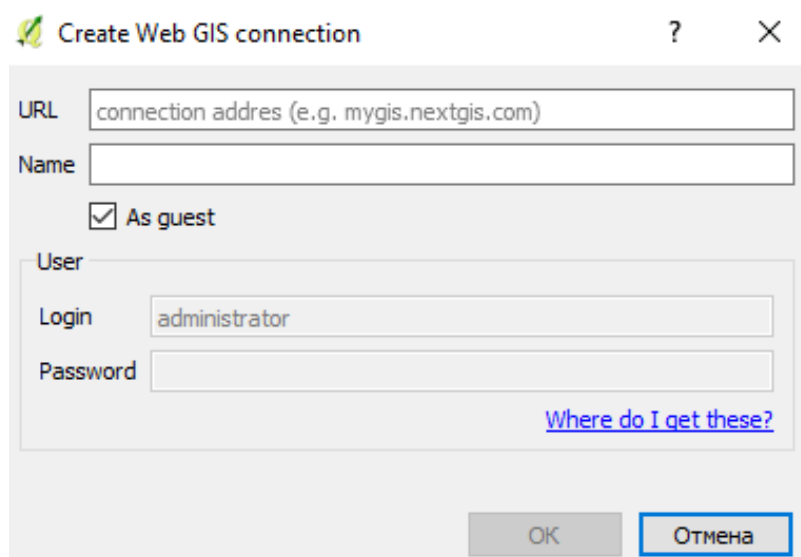 Create Web GIS connection ?
URL connection addres (e.g. mygis.nextgis.com)
Name
As guest
User
Login administrator
Password
Where do I get these?
OK Отмена